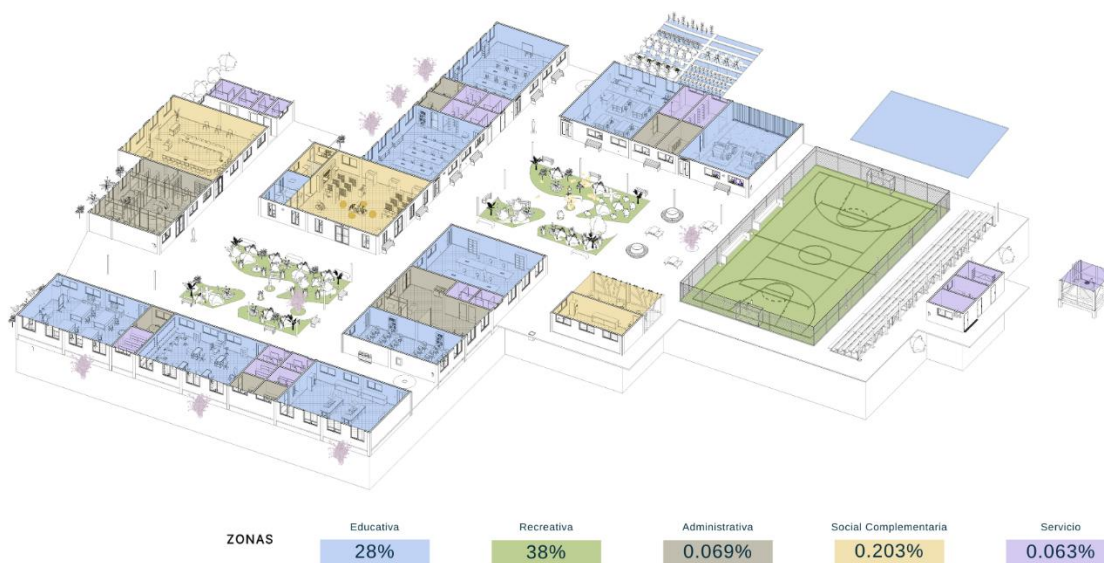 ZONAS
Educativa
28%
Recreativa
38%
Administrativa
0.069%
Social Complementaria
0.203%
Servicio
0.063%